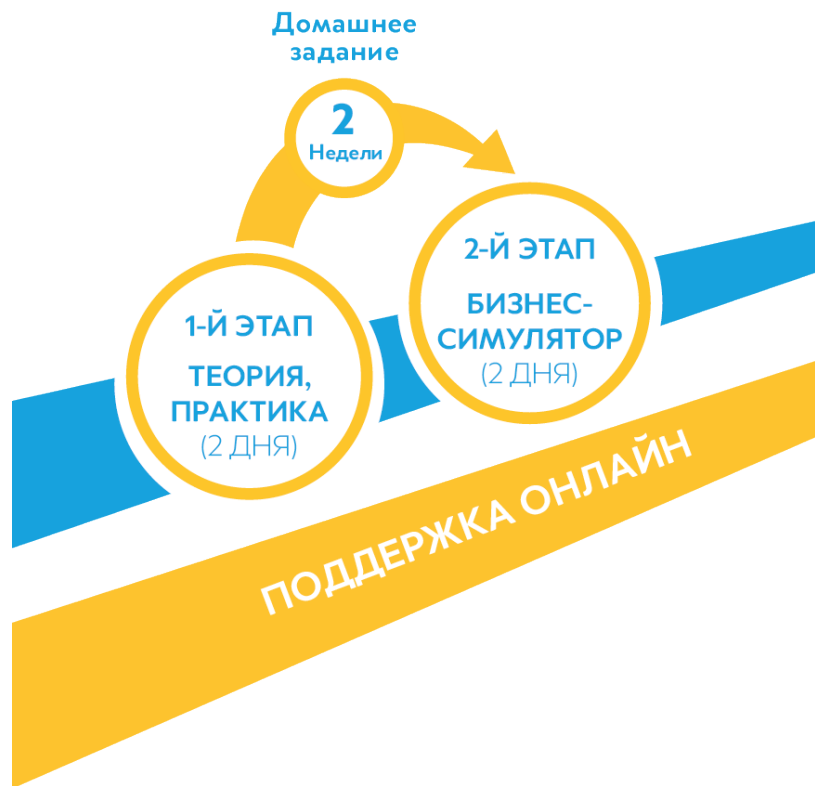 Домашнее
задание
2
Недели
1-Й ЭТАП
ТЕОРИЯ,
ПРАКТИКА
(2 ДНЯ)
2-Й ЭТАП
БИЗНЕС-
СИМУЛЯТОР
(2 ДНЯ)
ПОДДЕРЖКА ОНЛАЙН